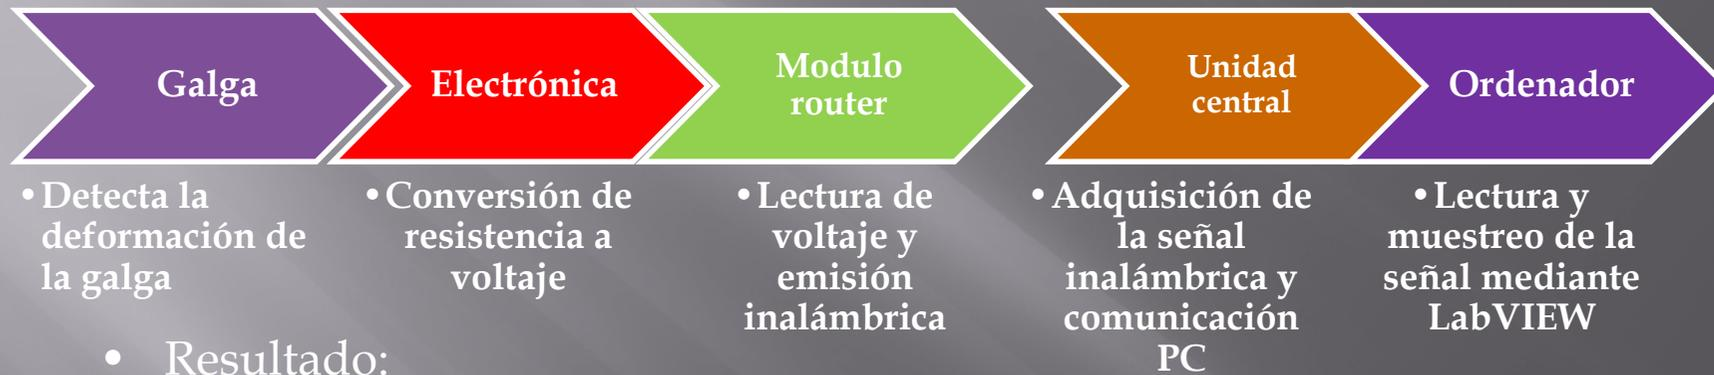 Galga
Electrónica
Modulo
router
Unidad
central
Ordenador
•Detecta la
deformación de
la galga
•Conversión de
resistencia a
voltaje
•Lectura de
voltaje y
emisión
inalámbrica
•Adquisición de
la señal
inalámbrica y
comunicación
PC
•Lectura y
muestreo de la
señal mediante
LabVIEW
• Resultado: